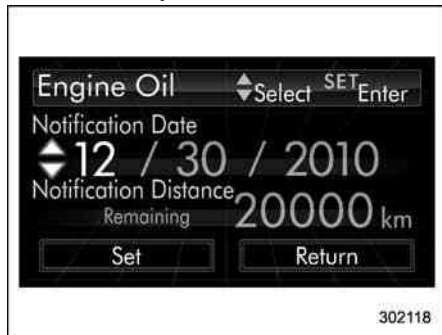 Engine Oil Select SET Enter
Notification Date
12 / 30 / 2010
Notification Distance
Remaining 20000 km
Set Return
302118